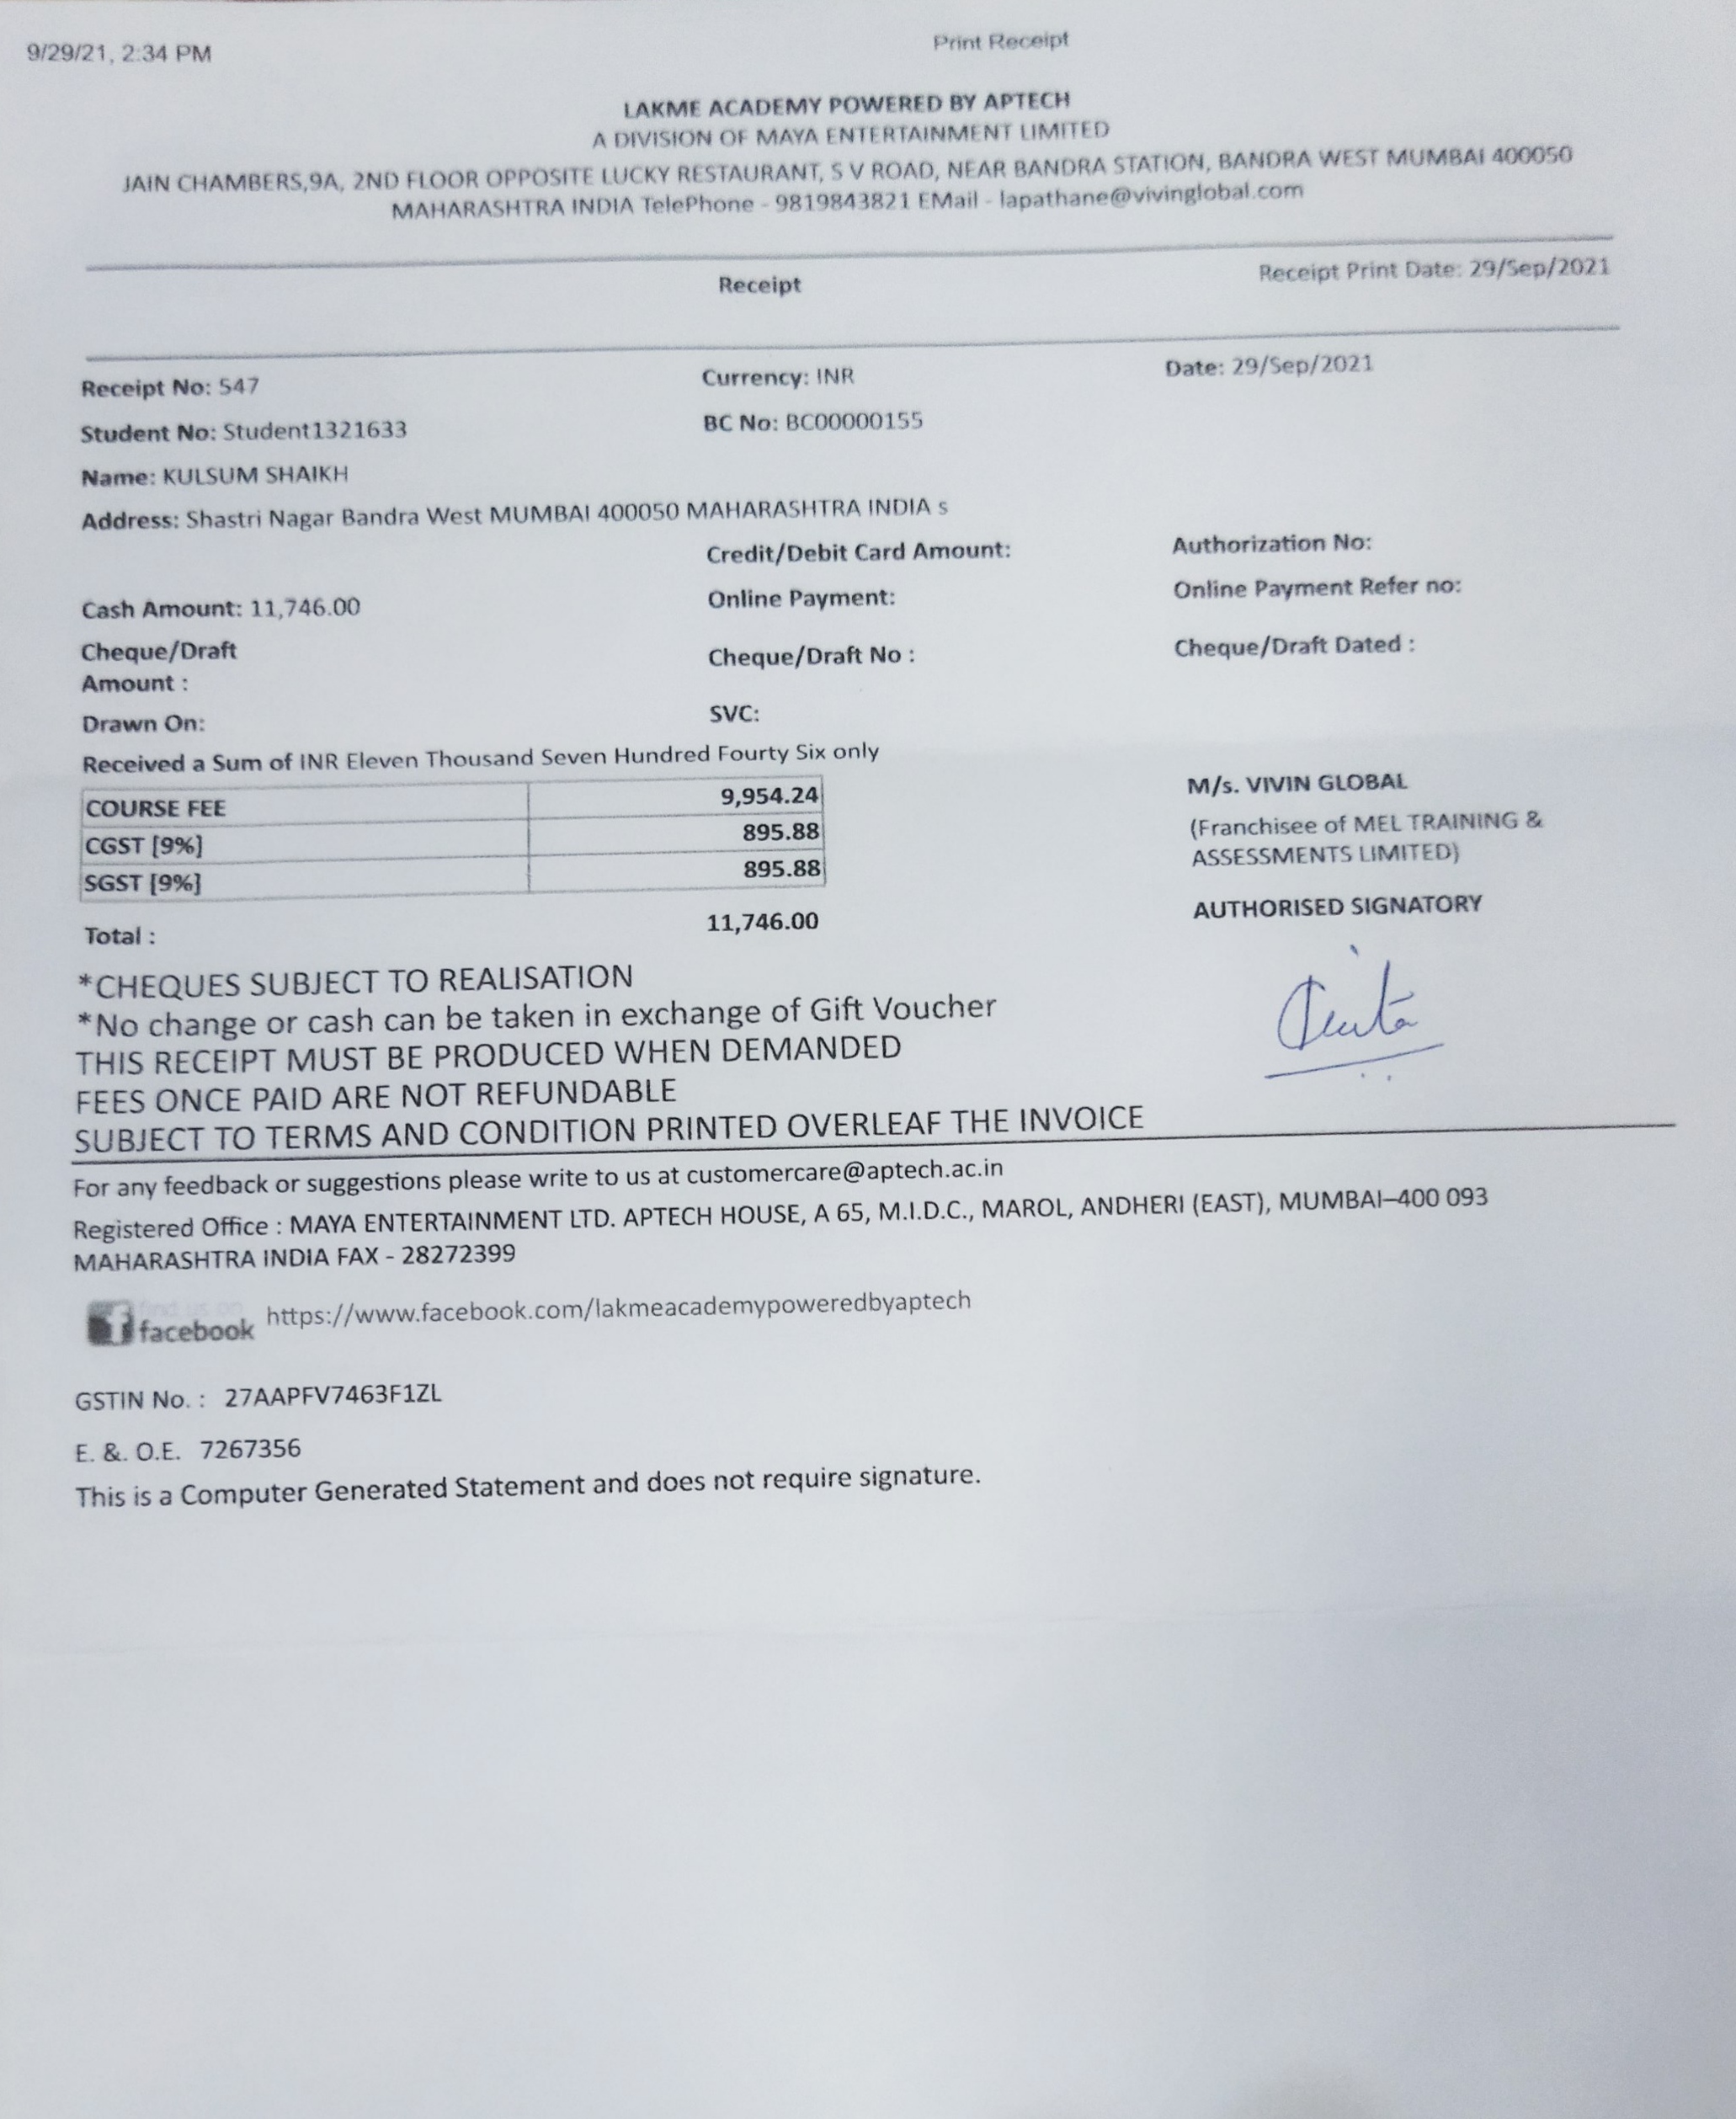 9/29/21, 2:34 PM Print Receipt
LAKME ACADEMY POWERED BY APTECH
A DIVISION OF MAYA ENTERTAINMENT LIMITED
JAIN CHAMBERS,9A, 2ND FLOOR OPPOSITE LUCKY RESTAURANT, S V ROAD, NEAR BANDRA STATION, BANDRA WEST MUMBAI 400050
MAHARASHTRA INDIA TelePhone - 9819843821 EMail - lapathane@vivinglobal.com
Receipt Receipt Print Date: 29/Sep/2021
Receipt No: 547 Currency: INR Date: 29/Sep/2021
Student No: Student1321633 BC No: BC00000155
Name: KULSUM SHAIKH
Address: Shastri Nagar Bandra West MUMBAI 400050 MAHARASHTRA INDIA s
Credit/Debit Card Amount: Authorization No:
Cash Amount: 11,746.00 Online Payment: Online Payment Refer no:
Cheque/Draft
Amount : Cheque/Draft No : Cheque/Draft Dated :
Drawn On: SVC:
Received a Sum of INR Eleven Thousand Seven Hundred Fourty Six only
COURSE FEE 9,954.24
CGST [9%] 895.88
SGST [9%] 895.88
Total : 11,746.00
M/s. VIVIN GLOBAL
(Franchisee of MEL TRAINING &
ASSESSMENTS LIMITED)
AUTHORISED SIGNATORY
*CHEQUES SUBJECT TO REALISATION
*No change or cash can be taken in exchange of Gift Voucher
THIS RECEIPT MUST BE PRODUCED WHEN DEMANDED
FEES ONCE PAID ARE NOT REFUNDABLE
SUBJECT TO TERMS AND CONDITION PRINTED OVERLEAF THE INVOICE
For any feedback or suggestions please write to us at customercare@aptech.ac.in
Registered Office : MAYA ENTERTAINMENT LTD. APTECH HOUSE, A 65, M.I.D.C., MAROL, ANDHERI (EAST), MUMBAI–400 093
MAHARASHTRA INDIA FAX - 28272399
find us on
facebook https://www.facebook.com/lakmeacademypoweredbyaptech
GSTIN No. : 27AAPFV7463F1ZL
E. &. O.E. 7267356
This is a Computer Generated Statement and does not require signature.